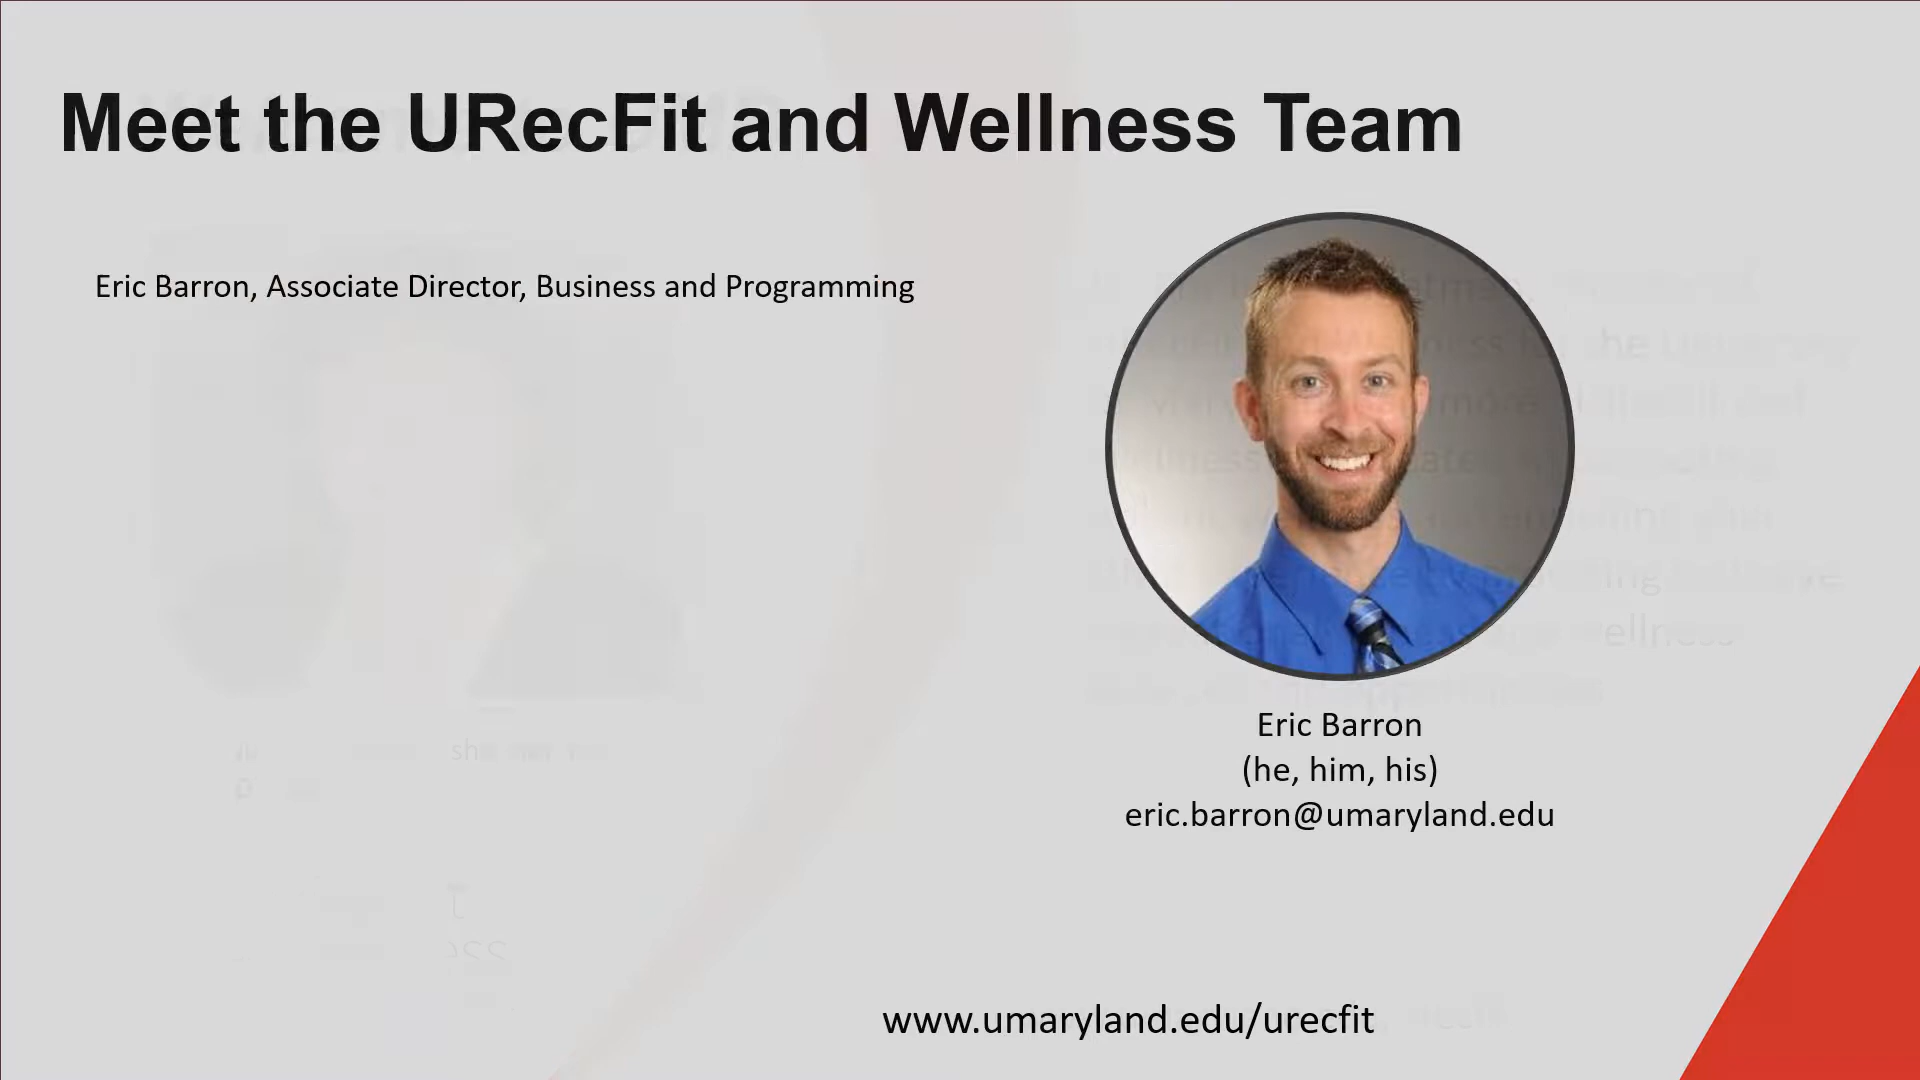 Meet the URecFit and Wellness Team
Eric Barron, Associate Director, Business and Programming
Eric Barron
(he, him, his)
eric.barron@umaryland.edu
www.umaryland.edu/urecfit